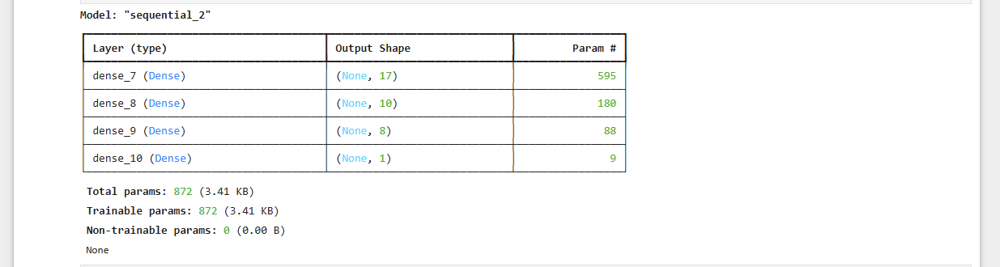 Model: "sequential_2"
Layer (type) Output Shape Param #
dense_7 (Dense) (None, 17) 595
dense_8 (Dense) (None, 10) 180
dense_9 (Dense) (None, 8) 88
dense_10 (Dense) (None, 1) 9
Total params: 872 (3.41 KB)
Trainable params: 872 (3.41 KB)
Non-trainable params: 0 (0.00 B)
None